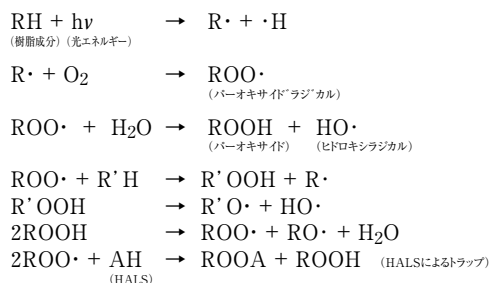 RH + hν → R・ + ・H
(樹脂成分) (光エネルギー)
R・ + O2 → ROO・
(パーオキサイドラジカル)
ROO・ + H2O → ROOH + HO・
(パーオキサイド) (ヒドロキシラジカル)
ROO・ + R’H → R’OOH + R・
R’OOH → R’O・ + HO・
2ROOH → ROO・ + RO・ + H2O
2ROO・ + AH → ROOA + ROOH (HALSによるトラップ)
(HALS)